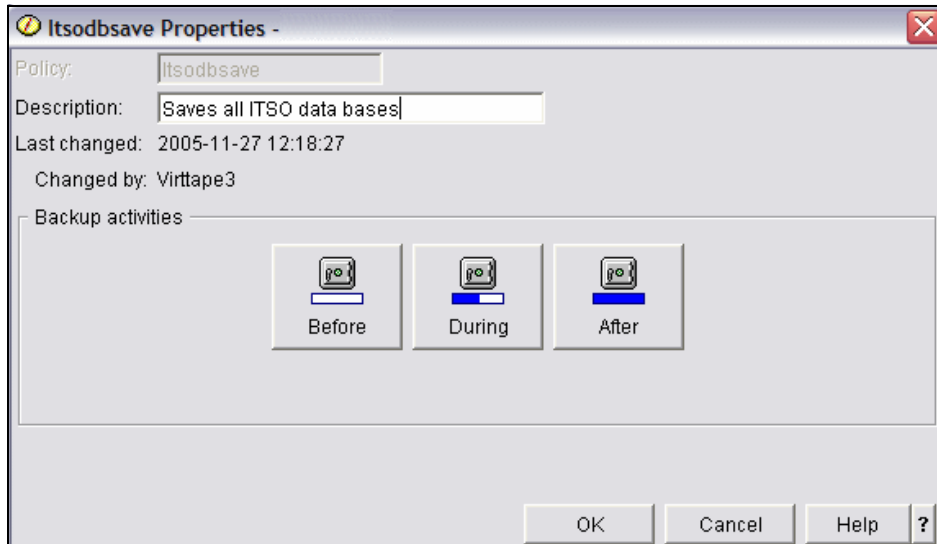 Itsodbsave Properties -
Policy: Itsodbsave
Description: Saves all ITSO data bases
Last changed: 2005-11-27 12:18:27
Changed by: Virttape3
Backup activities
Before During After
OK Cancel Help ?